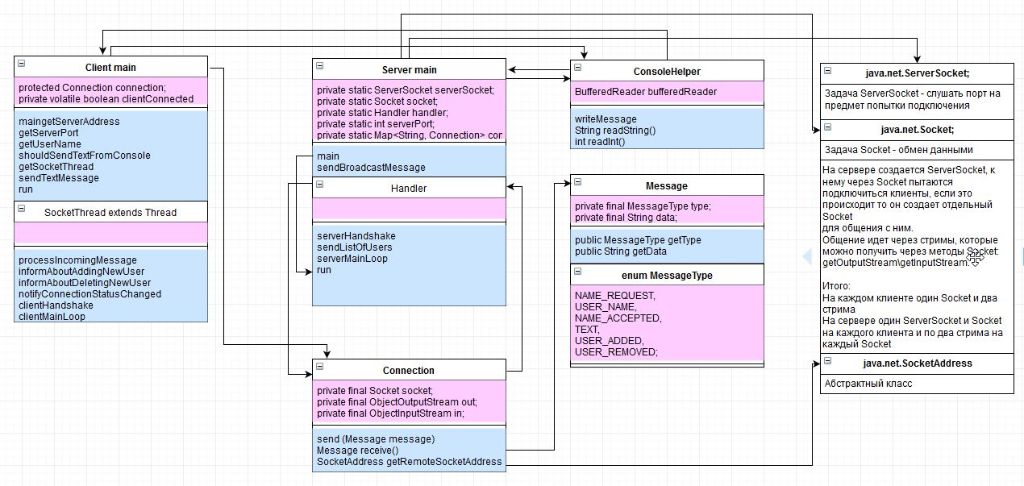 Client main
protected Connection connection;
private volatile boolean clientConnected
maingetServerAddress
getServerPort
getUserName
shouldSendTextFromConsole
getSocketThread
sendTextMessage
run
SocketThread extends Thread
processIncomingMessage
informAboutAddingNewUser
informAboutDeletingNewUser
notifyConnectionStatusChanged
clientHandshake
clientMainLoop
Server main
private static ServerSocket serverSocket;
private static Socket socket;
private static Handler handler;
private static int serverPort;
private static Map<String, Connection> cor
main
sendBroadcastMessage
Handler
serverHandshake
sendListOfUsers
serverMainLoop
run
Connection
private final Socket socket;
private final ObjectOutputStream out;
private final ObjectInputStream in;
send (Message message)
Message receive()
SocketAddress getRemoteSocketAddress
ConsoleHelper
BufferedReader bufferedReader
writeMessage
String readString()
int readInt()
Message
private final MessageType type;
private final String data;
public MessageType getType
public String getData
enum MessageType
NAME_REQUEST,
USER_NAME,
NAME_ACCEPTED,
TEXT,
USER_ADDED,
USER_REMOVED;
java.net.ServerSocket;
Задача ServerSocket - слушать порт на
предмет попытки подключения
java.net.Socket;
Задача Socket - обмен данными
На сервере создается ServerSocket, к
нему через Socket пытаются
подключиться клиенты, если это
происходит то он создает отдельный
Socket
для общения с ним.
Общение идет через стримы, которые
можно получить через методы Socket:
getOutputStream\getInputStream.
Итого:
На каждом клиенте один Socket и два
стрима
На сервере один ServerSocket и Socket
на каждого клиента и по два стрима на
каждый Socket
java.net.SocketAddress
Абстрактный класс